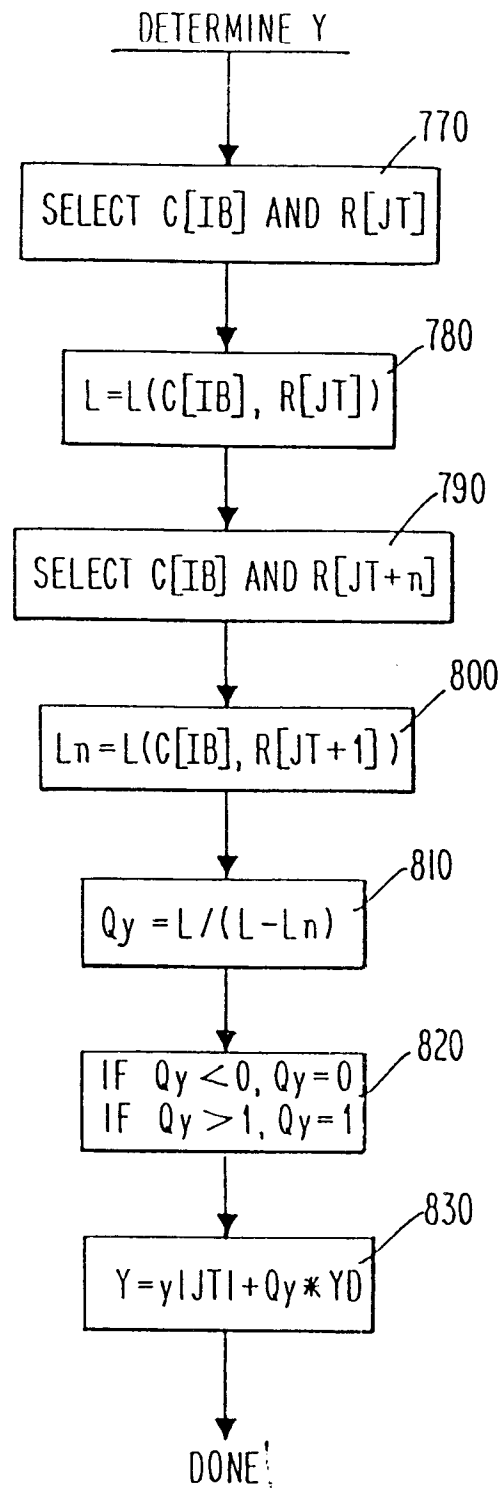 DETERMINE Y
770
SELECT C[IB] AND R[JT]
780
L=L(C[IB], R[JT])
790
SELECT C[IB] AND R[JT+n]
800
Ln=L(C[IB], R[JT+1])
810
Qy=L/(L-Ln)
820
IF Qy<0, Qy=0
IF Qy>1, Qy=1
830
Y=y|JT|+Qy*YD
DONE